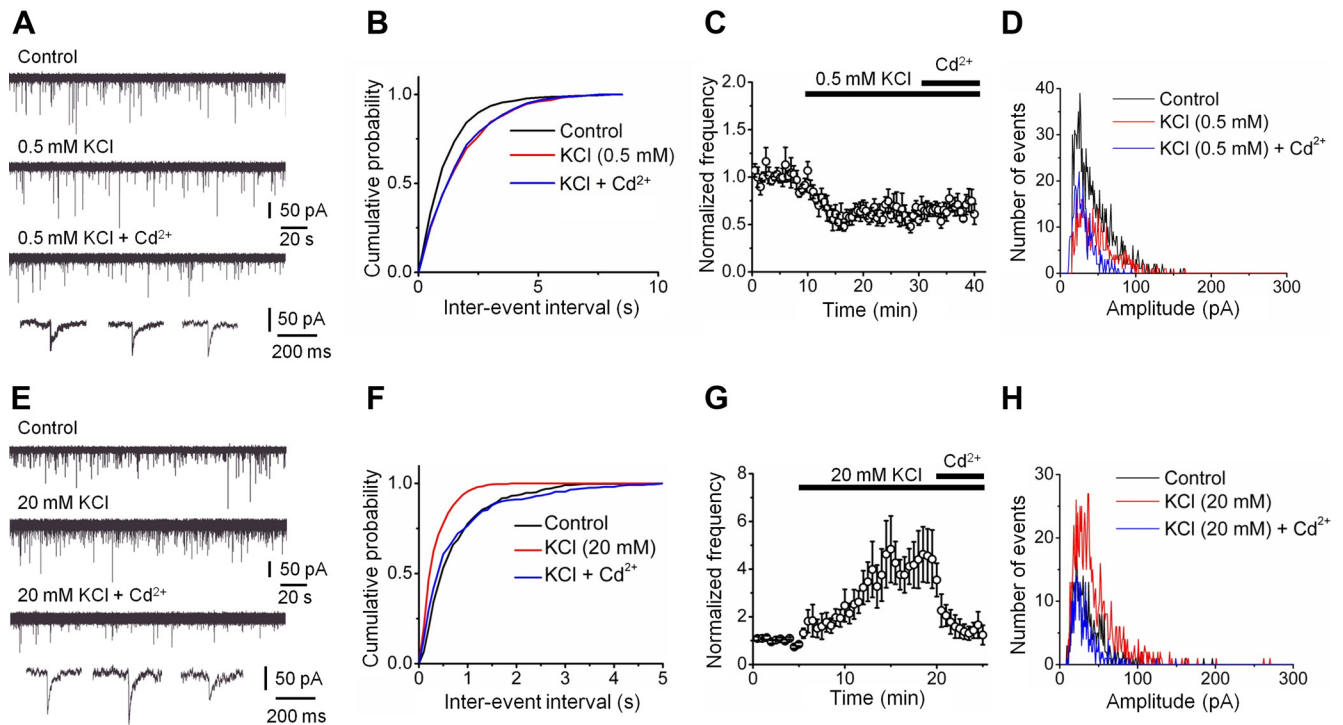 A
Control
0.5 mM KCl
50 pA
20 s
0.5 mM KCl + Cd²⁺
50 pA
200 ms
B
Cumulative probability
1.0
0.5
0.0
0
5
10
Inter-event interval (s)
Control
KCl (0.5 mM)
KCl + Cd²⁺
C
Cd²⁺
0.5 mM KCl
Normalized frequency
2.0
1.5
1.0
0.5
0.0
0
10
20
30
40
Time (min)
D
Number of events
40
30
20
10
0
0
100
200
300
Amplitude (pA)
Control
KCl (0.5 mM)
KCl (0.5 mM) + Cd²⁺
E
Control
20 mM KCl
50 pA
20 s
20 mM KCl + Cd²⁺
50 pA
200 ms
F
Cumulative probability
1.0
0.5
0.0
0
1
2
3
4
5
Inter-event interval (s)
Control
KCl (20 mM)
KCl + Cd²⁺
G
Cd²⁺
20 mM KCl
Normalized frequency
8
6
4
2
0
0
10
20
Time (min)
H
Number of events
30
20
10
0
0
100
200
300
Amplitude (pA)
Control
KCl (20 mM)
KCl (20 mM) + Cd²⁺